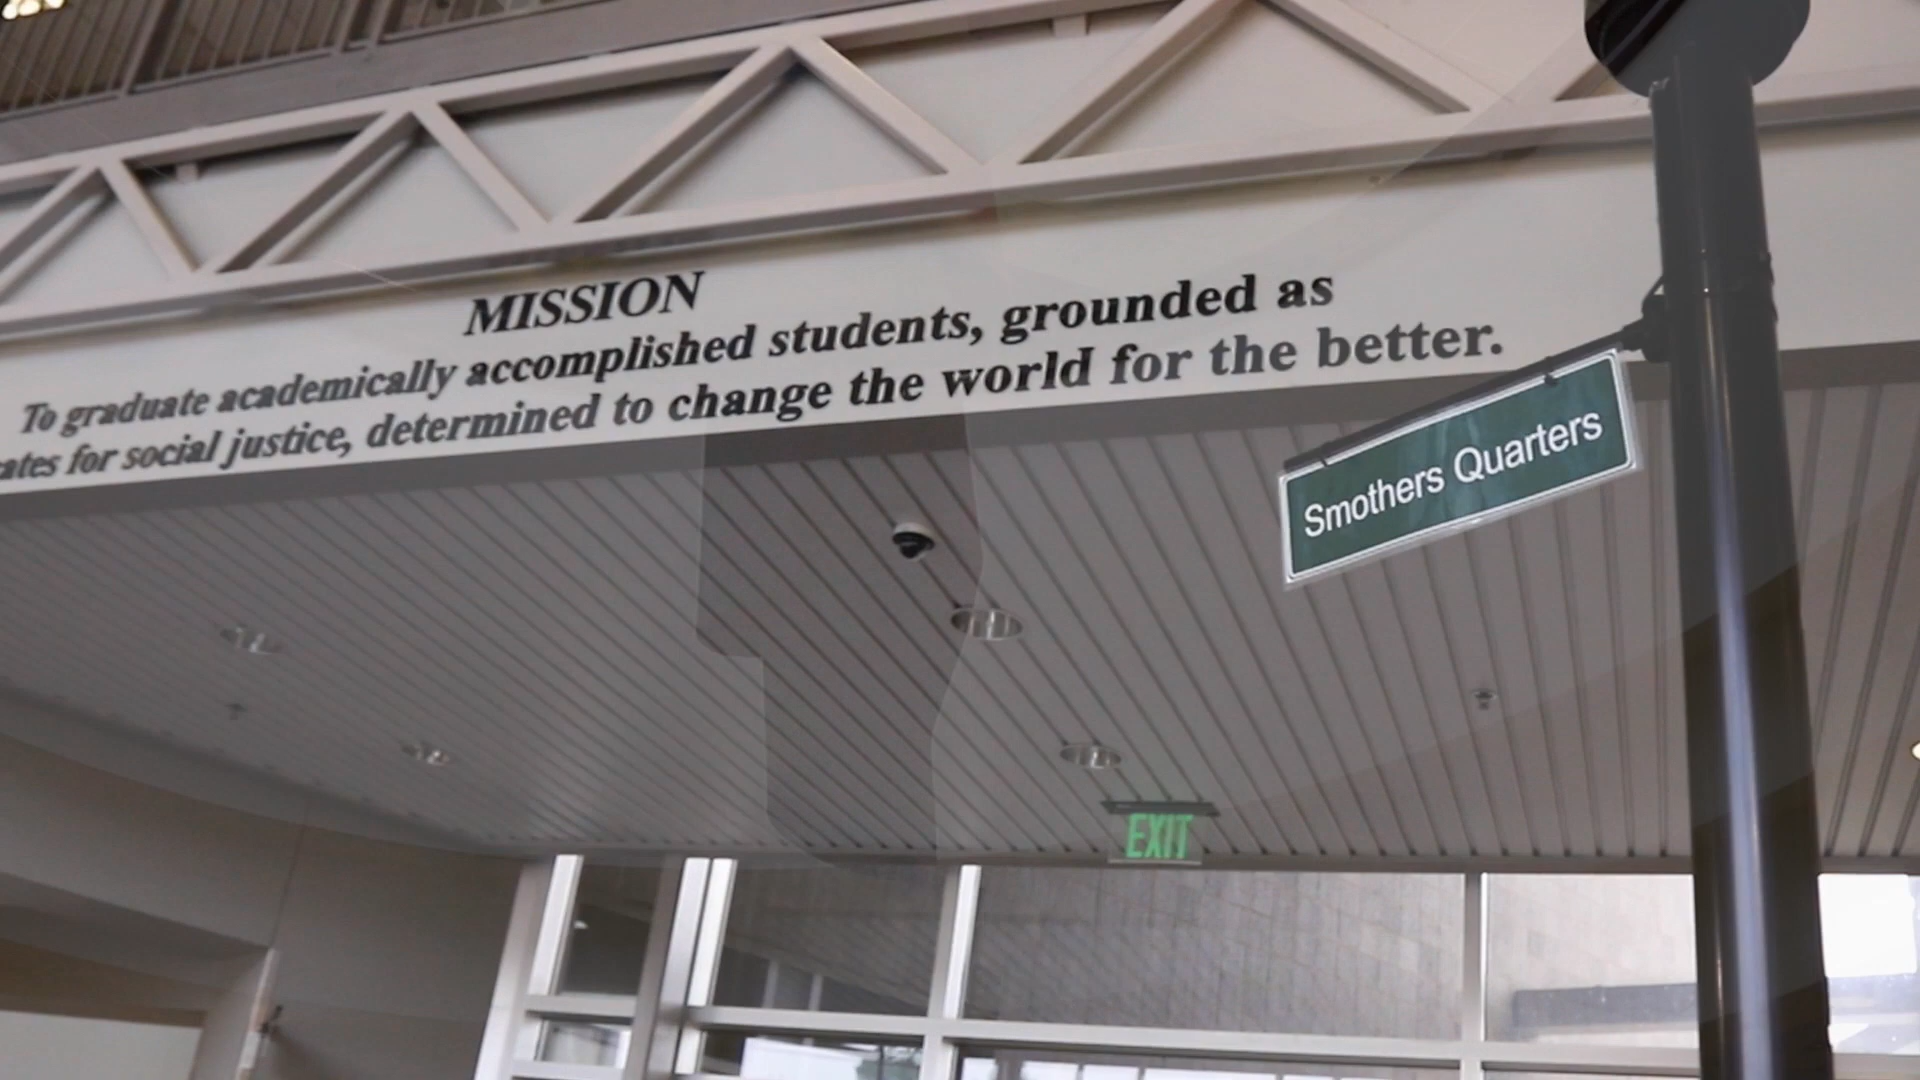 MISSION
To graduate academically accomplished students, grounded as
for social justice, determined to change the world for the better.
Smothers Quarters
EXIT